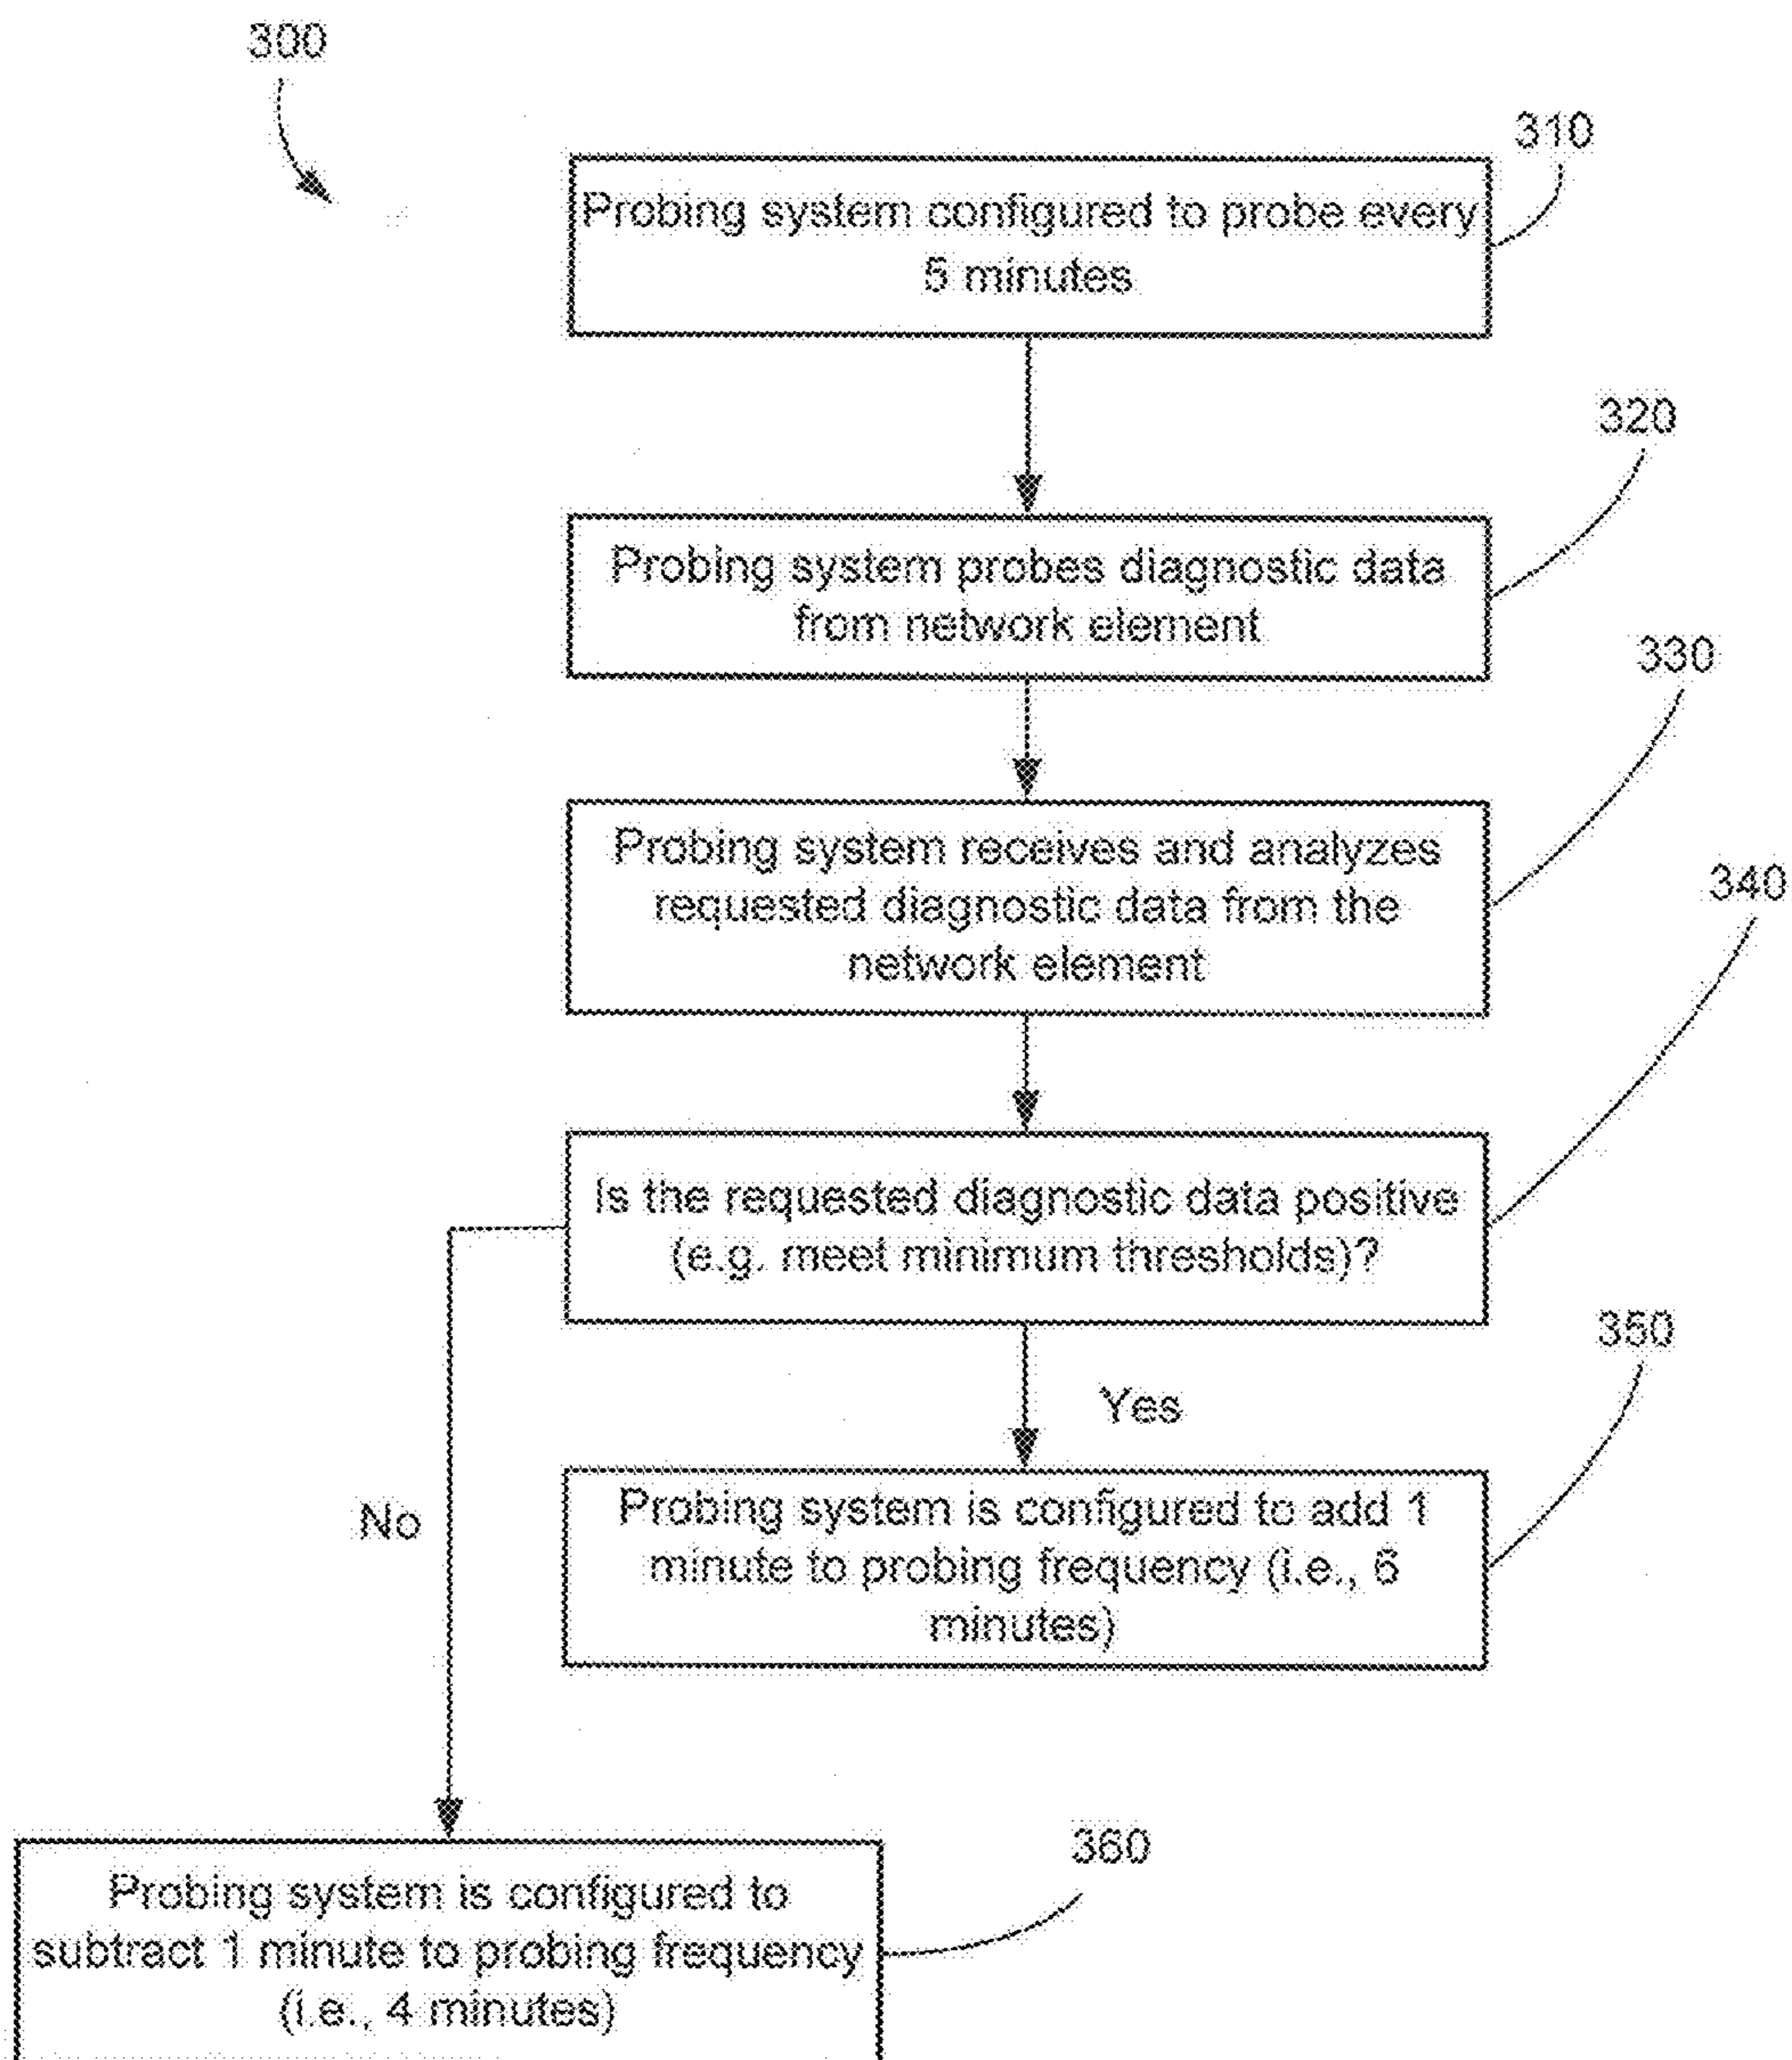 300
310
Probing system configured to probe every
5 minutes
320
Probing system probes diagnostic data
from network element
330
Probing system receives and analyzes
requested diagnostic data from the
network element
340
Is the requested diagnostic data positive
(e.g. meet minimum thresholds)?
350
Yes
No
Probing system is configured to add 1
minute to probing frequency (i.e., 6
minutes)
360
Probing system is configured to
subtract 1 minute to probing frequency
(i.e., 4 minutes)